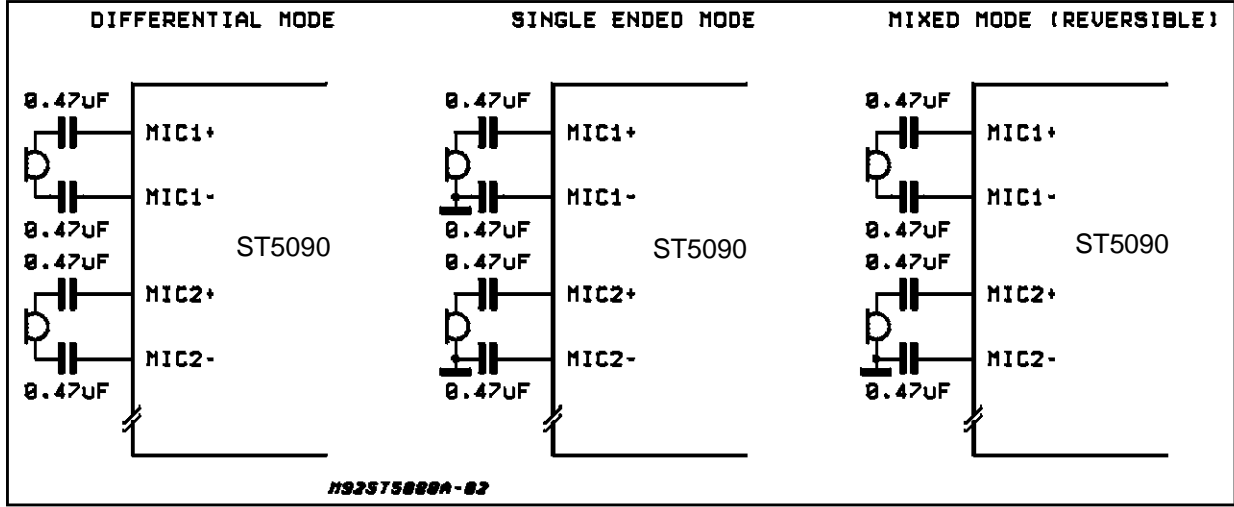 DIFFERENTIAL MODE
SINGLE ENDED MODE
MIXED MODE (REVERSIBLE)
0.47uF
MIC1+
MIC1-
0.47uF
ST5090
0.47uF
MIC2+
MIC2-
0.47uF
0.47uF
MIC1+
MIC1-
0.47uF
ST5090
0.47uF
MIC2+
MIC2-
0.47uF
0.47uF
MIC1+
MIC1-
0.47uF
ST5090
0.47uF
MIC2+
MIC2-
0.47uF
M92ST5080A-02